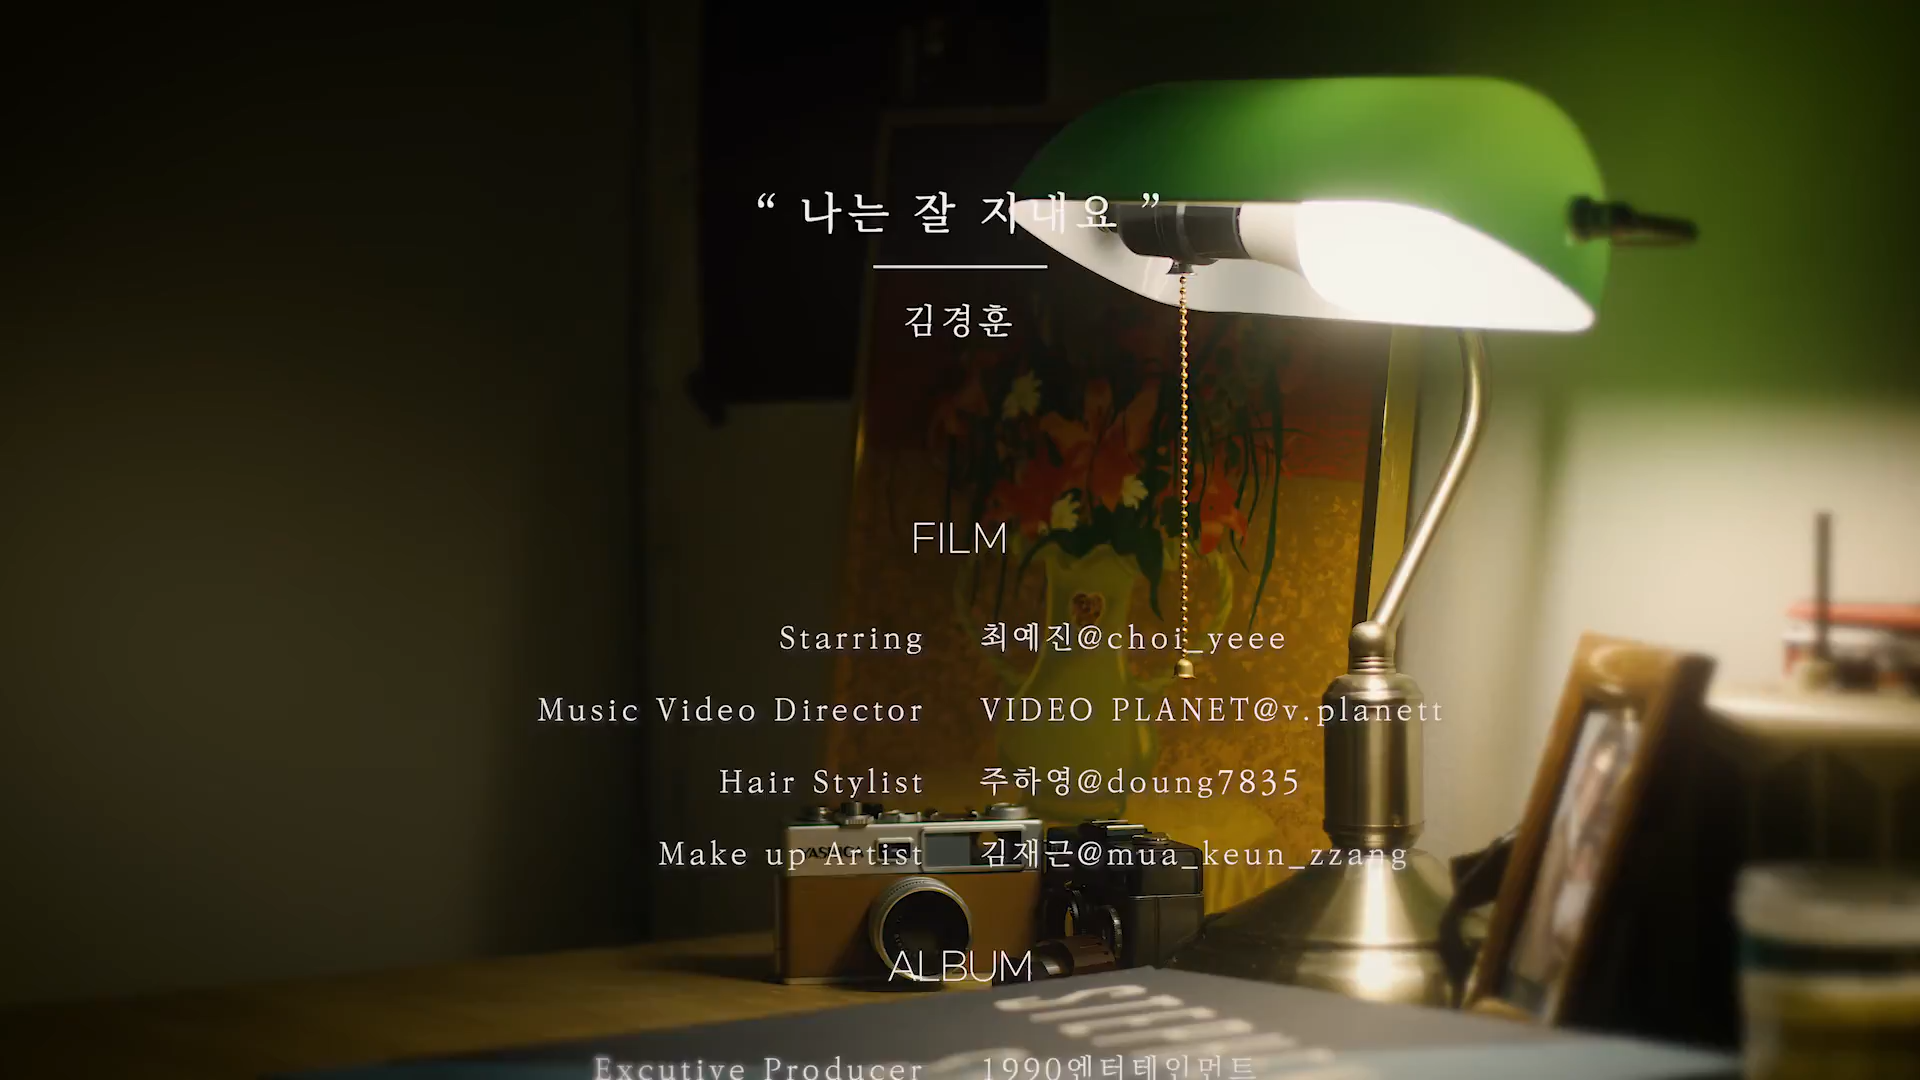 “ 나는 잘 지내요 ”
김경훈
FILM
Starring 최예진@choi_yeee
Music Video Director VIDEO PLANET@v.planett
Hair Stylist 주하영@doung7835
Make up Artist 김재근@mua_keun_zzang
YASHICA
ALBUM
Excutive Producer 1990엔터테인먼트